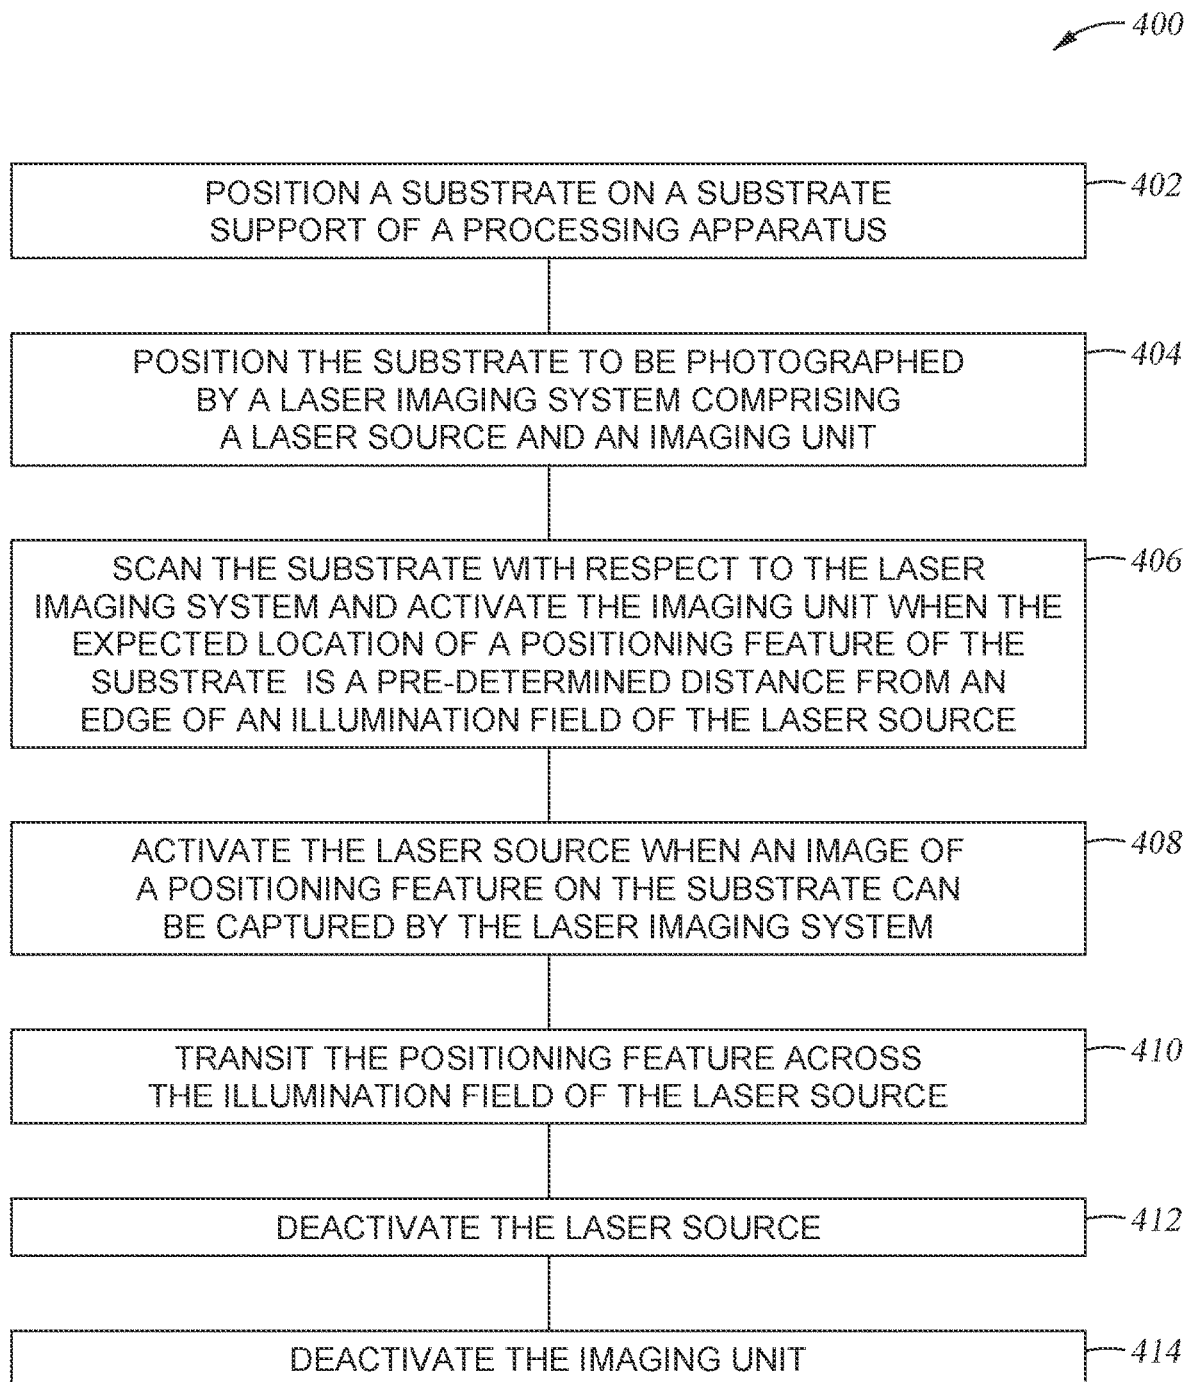 400
POSITION A SUBSTRATE ON A SUBSTRATE
SUPPORT OF A PROCESSING APPARATUS
402
POSITION THE SUBSTRATE TO BE PHOTOGRAPHED
BY A LASER IMAGING SYSTEM COMPRISING
A LASER SOURCE AND AN IMAGING UNIT
404
SCAN THE SUBSTRATE WITH RESPECT TO THE LASER
IMAGING SYSTEM AND ACTIVATE THE IMAGING UNIT WHEN THE
EXPECTED LOCATION OF A POSITIONING FEATURE OF THE
SUBSTRATE IS A PRE-DETERMINED DISTANCE FROM AN
EDGE OF AN ILLUMINATION FIELD OF THE LASER SOURCE
406
ACTIVATE THE LASER SOURCE WHEN AN IMAGE OF
A POSITIONING FEATURE ON THE SUBSTRATE CAN
BE CAPTURED BY THE LASER IMAGING SYSTEM
408
TRANSIT THE POSITIONING FEATURE ACROSS
THE ILLUMINATION FIELD OF THE LASER SOURCE
410
DEACTIVATE THE LASER SOURCE
412
DEACTIVATE THE IMAGING UNIT
414